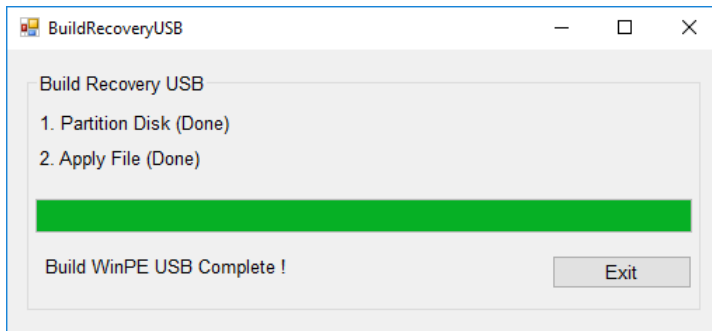 BuildRecoveryUSB
Build Recovery USB
1. Partition Disk (Done)
2. Apply File (Done)
Build WinPE USB Complete !
Exit